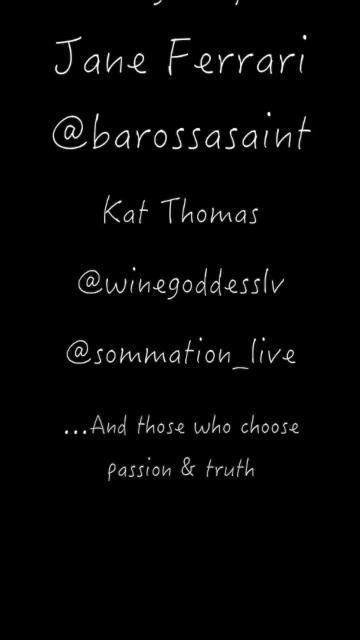 Jane Ferrari
@barossasaint
Kat Thomas
@winegoddesslv
@sommation_live
...And those who choose
passion & truth